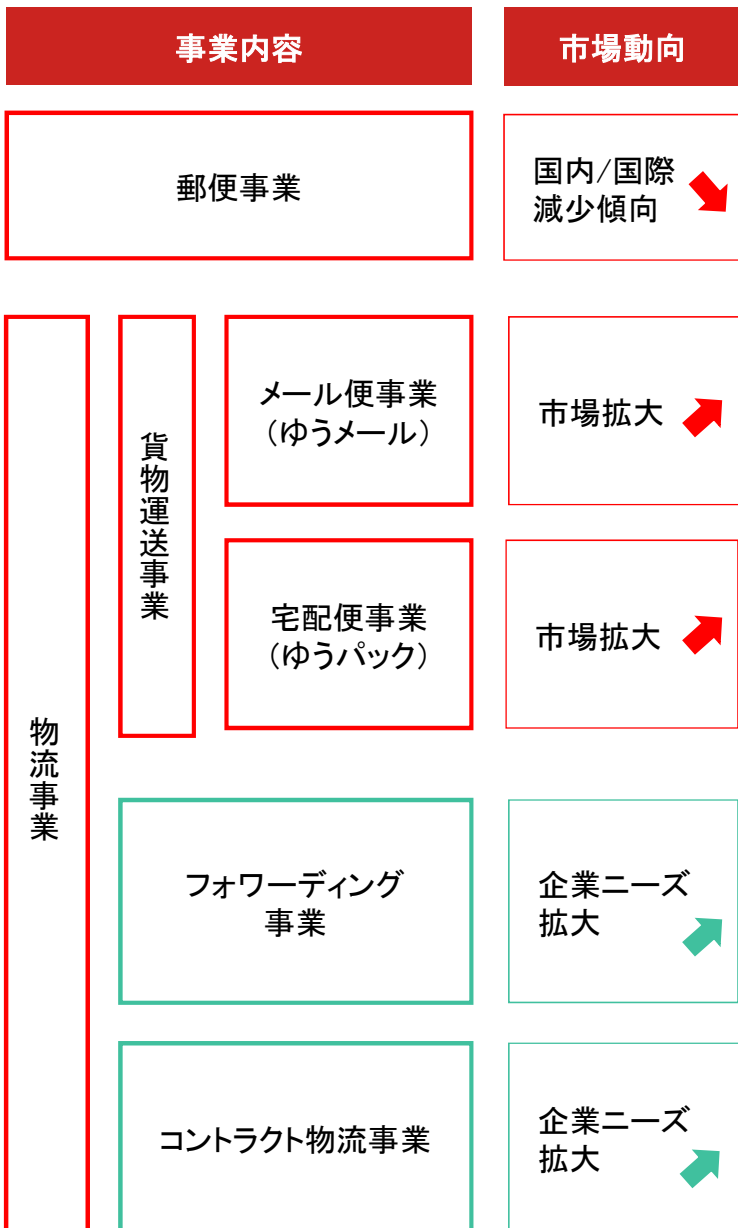 事業内容
市場動向
郵便事業
国内/国際
減少傾向
物流事業
貨物運送事業
メール便事業
（ゆうメール）
市場拡大
宅配便事業
（ゆうパック）
市場拡大
フォワーディング
事業
企業ニーズ
拡大
コントラクト物流事業
企業ニーズ
拡大